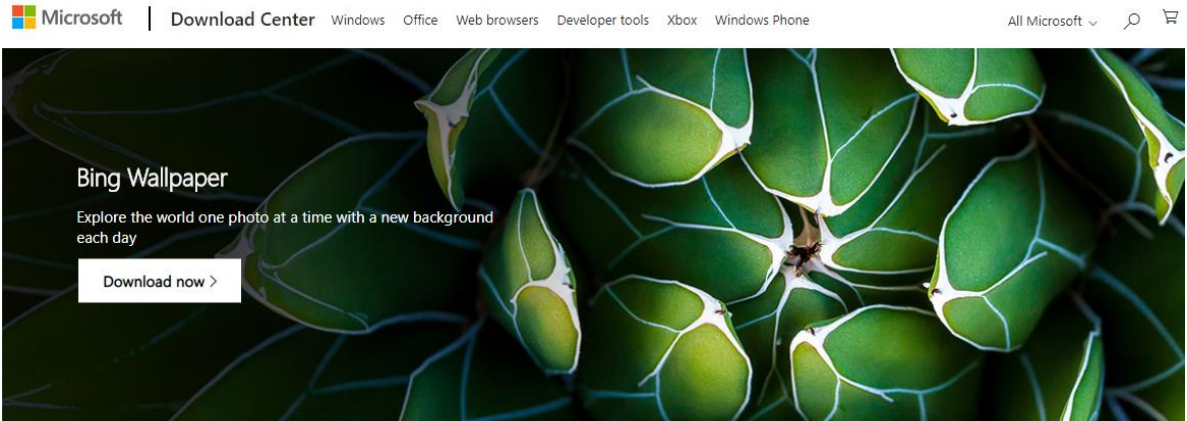 Microsoft Download Center Windows Office Web browsers Developer tools Xbox Windows Phone All Microsoft
Bing Wallpaper
Explore the world one photo at a time with a new background
each day
Download now >